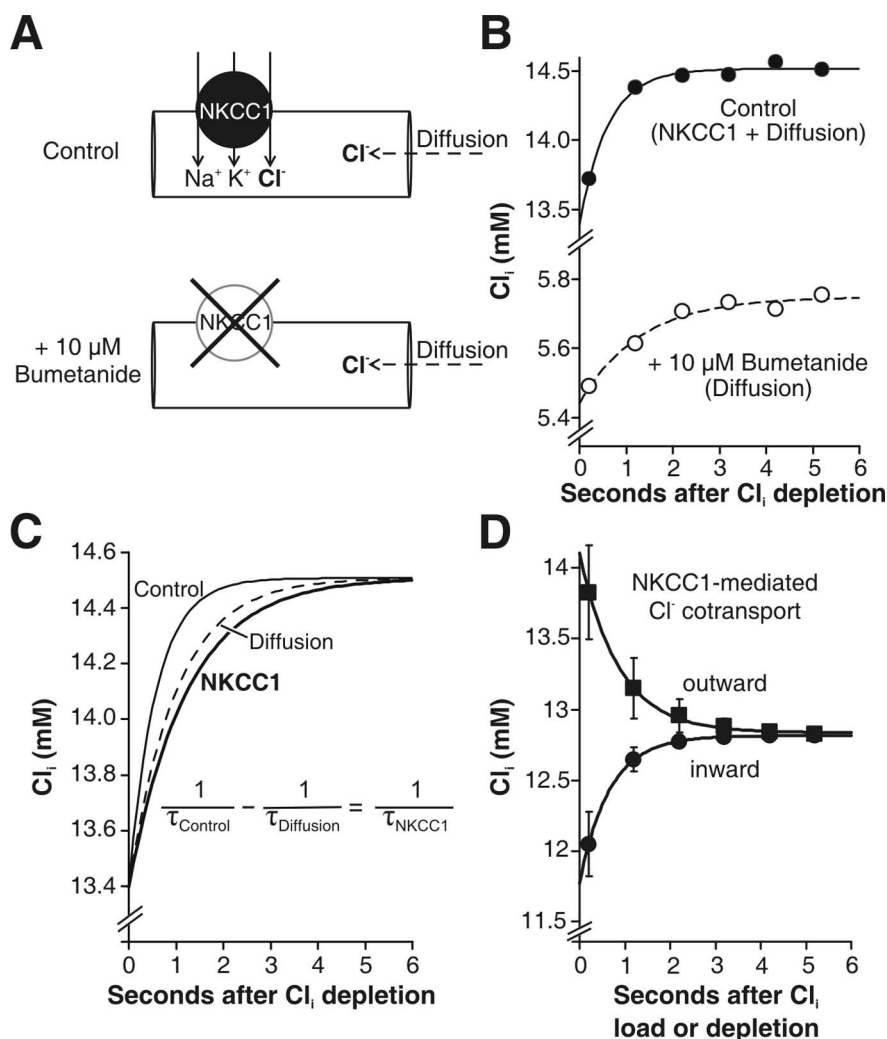 A
NKCC1
Control
Cl⁻
Diffusion
Na⁺ K⁺ Cl⁻
NKCC1
+ 10 µM
Bumetanide
Cl⁻
Diffusion
B
14.5
14.0
13.5
5.8
5.6
5.4
Clᵢ (mM)
Control
(NKCC1 + Diffusion)
+ 10 µM Bumetanide
(Diffusion)
0 1 2 3 4 5 6
Seconds after Clᵢ depletion
C
14.6
14.4
14.2
14.0
13.8
13.6
13.4
Clᵢ (mM)
Control
Diffusion
NKCC1
1/τControl - 1/τDiffusion = 1/τNKCC1
0 1 2 3 4 5 6
Seconds after Clᵢ depletion
D
14
13.5
13
12.5
12
11.5
Clᵢ (mM)
NKCC1-mediated
Cl⁻ cotransport
outward
inward
0 1 2 3 4 5 6
Seconds after Clᵢ
load or depletion